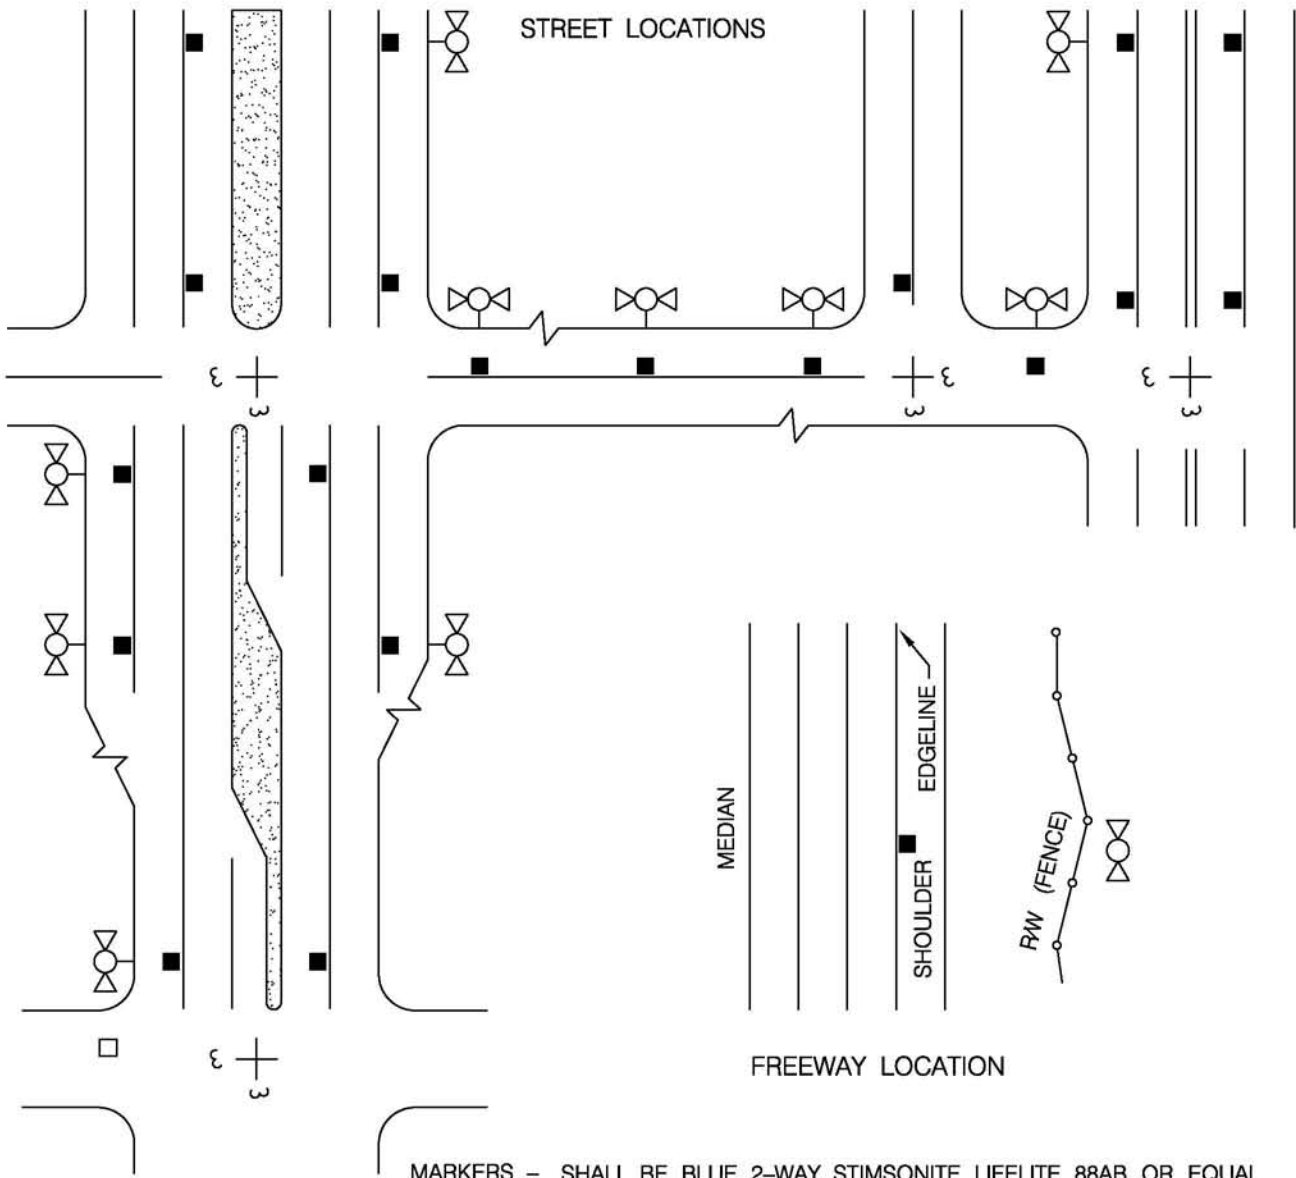 STREET LOCATIONS
MEDIAN
EDGELINE
SHOULDER
R/W (FENCE)
FREEWAY LOCATION
MARKERS – SHALL BE BLUE 2–WAY STIMSONITE LIFELITE 88AB OR EQUAL